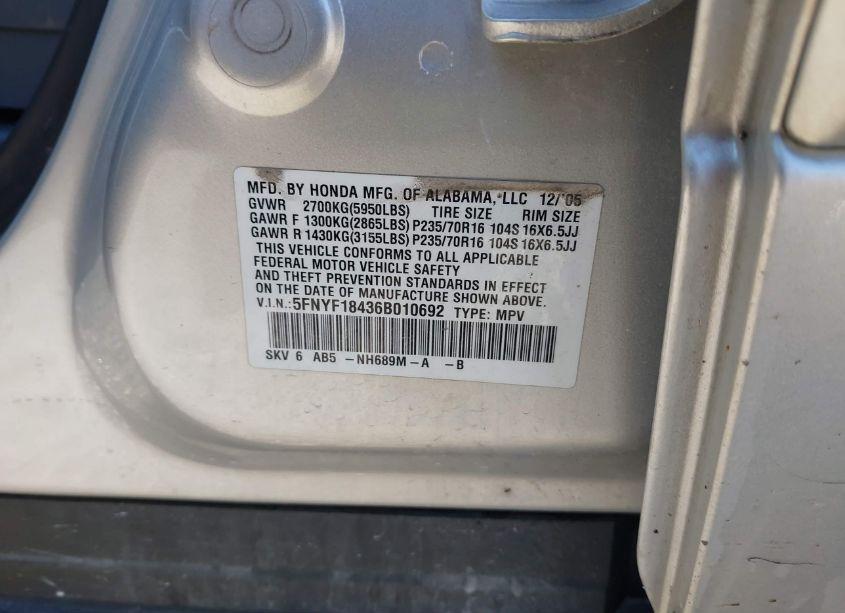 MFD. BY HONDA MFG. OF ALABAMA, LLC 12/'05
GVWR 2700KG(5950LBS) TIRE SIZE RIM SIZE
GAWR F 1300KG(2865LBS) P235/70R16 104S 16X6.5JJ
GAWR R 1430KG(3155LBS) P235/70R16 104S 16X6.5JJ
THIS VEHICLE CONFORMS TO ALL APPLICABLE
FEDERAL MOTOR VEHICLE SAFETY
AND THEFT PREVENTION STANDARDS IN EFFECT
ON THE DATE OF MANUFACTURE SHOWN ABOVE.
V.I.N.:5FNYF18436B010692 TYPE: MPV
SKV 6 AB5 -NH689M-A -B